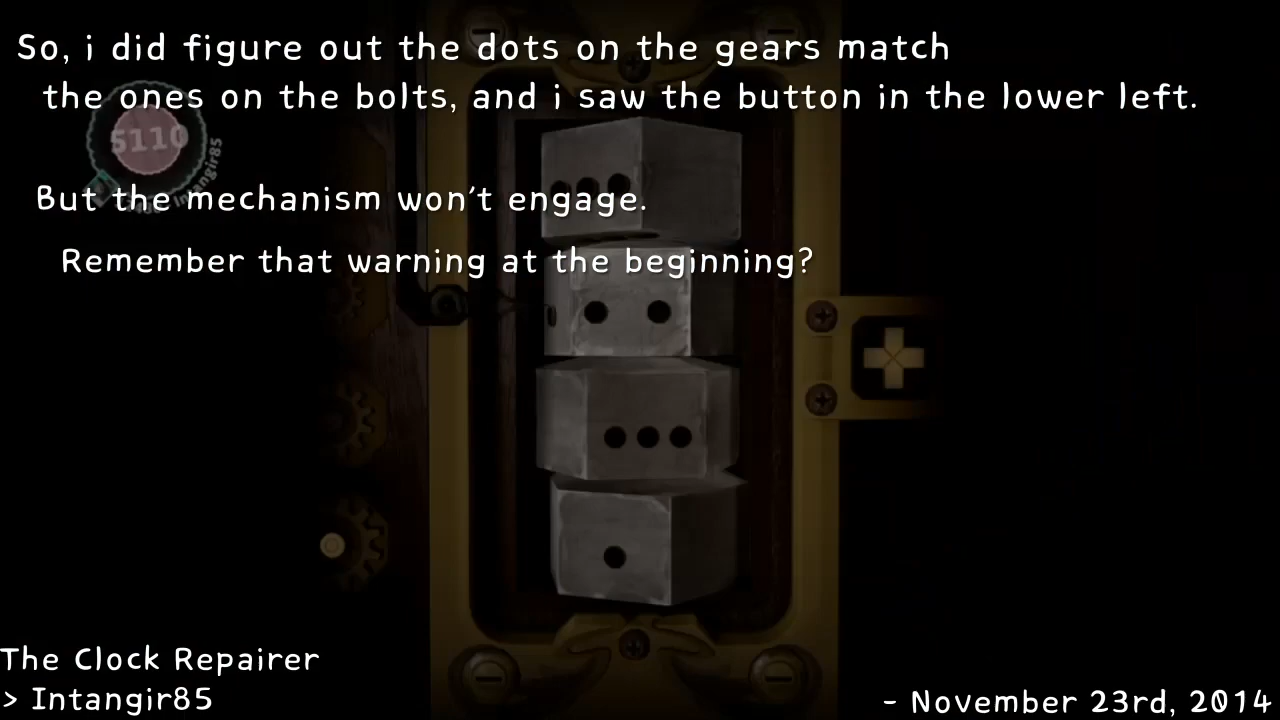 So, i did figure out the dots on the gears match
the ones on the bolts, and i saw the button in the lower left.
5110
Intangir85
But the mechanism won't engage.
Remember that warning at the beginning?
The Clock Repairer
> Intangir85
- November 23rd, 2014